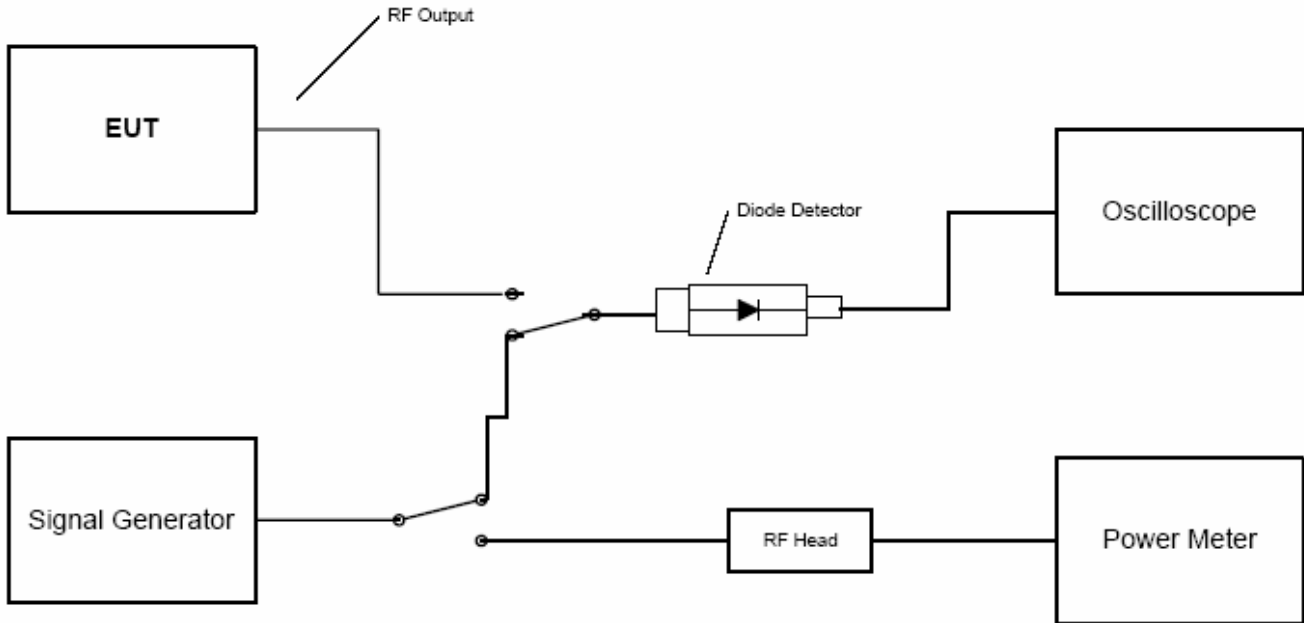 RF Output
EUT
Diode Detector
Oscilloscope
Signal Generator
RF Head
Power Meter